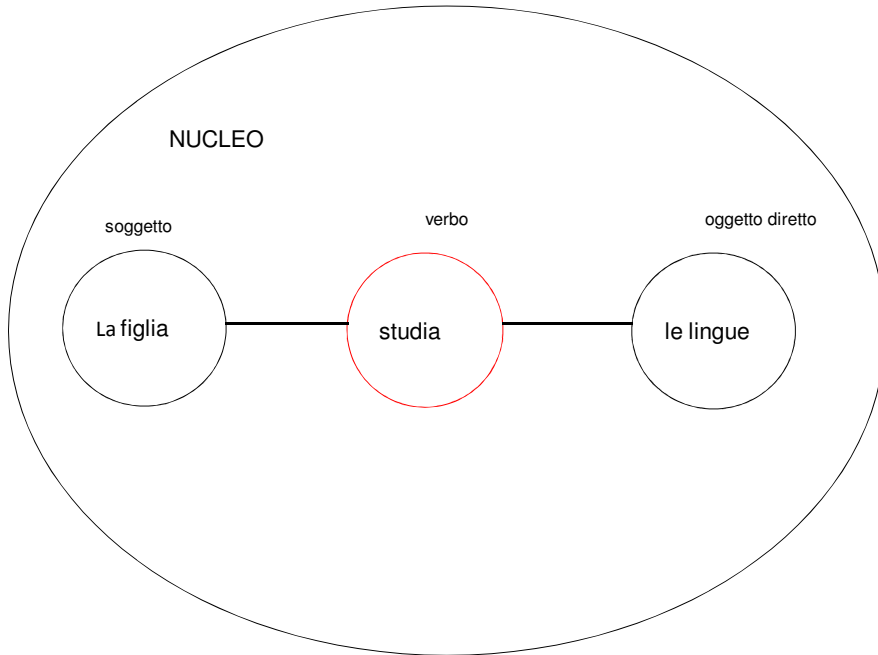 NUCLEO
soggetto
verbo
oggetto diretto
La figlia
studia
le lingue